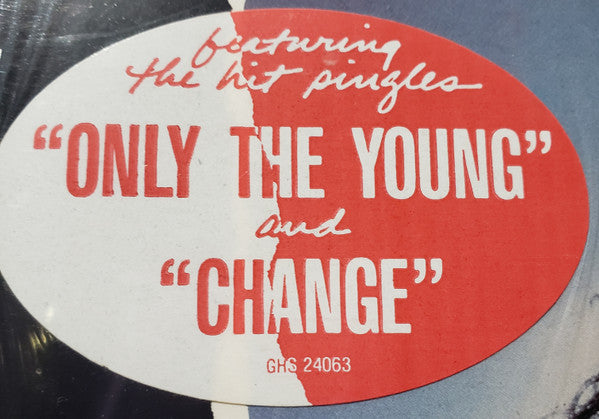 featuring
the hit singles
“ONLY THE YOUNG”
and
“CHANGE”
GHS 24063